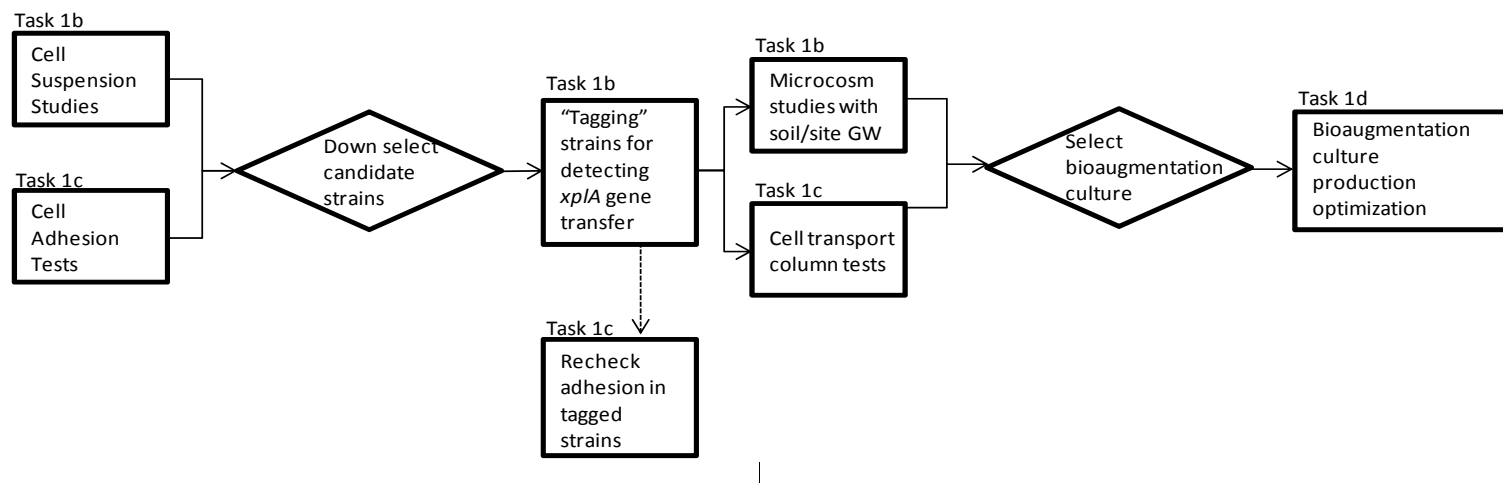 Task 1b
Cell
Suspension
Studies
Task 1c
Cell
Adhesion
Tests
Down select
candidate
strains
Task 1b
“Tagging”
strains for
detecting
xplA gene
transfer
Task 1c
Recheck
adhesion in
tagged
strains
Task 1b
Microcosm
studies with
soil/site GW
Task 1c
Cell transport
column tests
Select
bioaugmentation
culture
Task 1d
Bioaugmentation
culture
production
optimization